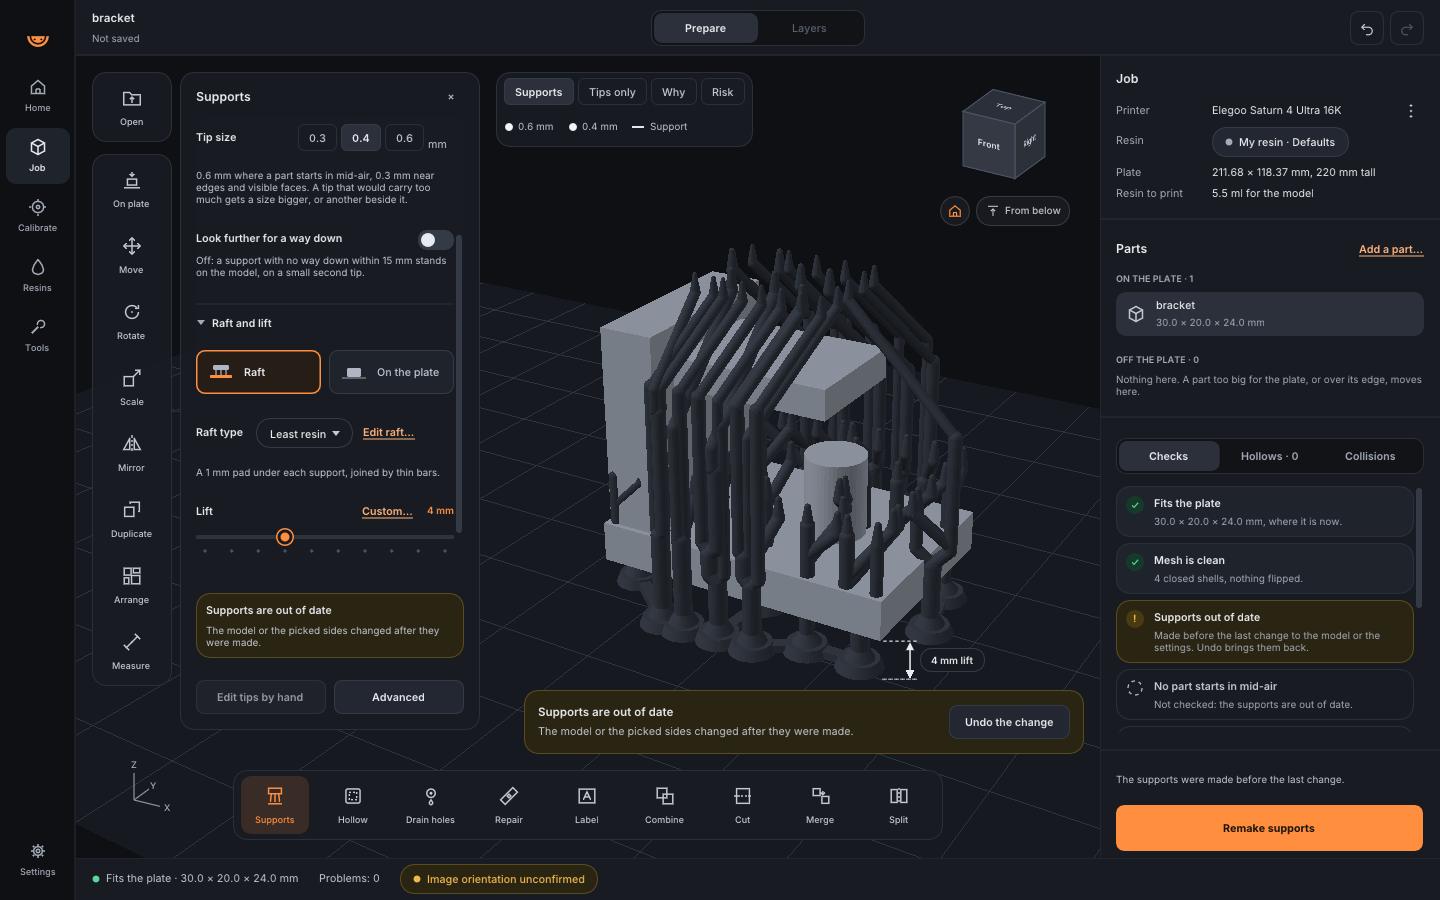 bracket
Not saved
Prepare
Layers
Home
Job
Calibrate
Resins
Tools
Settings
Open
On plate
Move
Rotate
Scale
Mirror
Duplicate
Arrange
Measure
Supports
×
Tip size
0.3
0.4
0.6
mm
0.6 mm where a part starts in mid-air, 0.3 mm near
edges and visible faces. A tip that would carry too
much gets a size bigger, or another beside it.
Look further for a way down
Off: a support with no way down within 15 mm stands
on the model, on a small second tip.
Raft and lift
Raft
On the plate
Raft type
Least resin
Edit raft...
A 1 mm pad under each support, joined by thin bars.
Lift
Custom...
4 mm
Supports are out of date
The model or the picked sides changed after they
were made.
Edit tips by hand
Advanced
Supports
Tips only
Why
Risk
0.6 mm
0.4 mm
Support
Top
Front
Right
From below
4 mm lift
Supports are out of date
The model or the picked sides changed after they were made.
Undo the change
Z
Y
X
Supports
Hollow
Drain holes
Repair
Label
Combine
Cut
Merge
Split
Job
Printer
Elegoo Saturn 4 Ultra 16K
Resin
My resin · Defaults
Plate
211.68 × 118.37 mm, 220 mm tall
Resin to print
5.5 ml for the model
Parts
Add a part...
ON THE PLATE · 1
bracket
30.0 × 20.0 × 24.0 mm
OFF THE PLATE · 0
Nothing here. A part too big for the plate, or over its edge, moves
here.
Checks
Hollows · 0
Collisions
Fits the plate
30.0 × 20.0 × 24.0 mm, where it is now.
Mesh is clean
4 closed shells, nothing flipped.
Supports out of date
Made before the last change to the model or the
settings. Undo brings them back.
No part starts in mid-air
Not checked: the supports are out of date.
The supports were made before the last change.
Remake supports
Fits the plate · 30.0 × 20.0 × 24.0 mm
Problems: 0
Image orientation unconfirmed